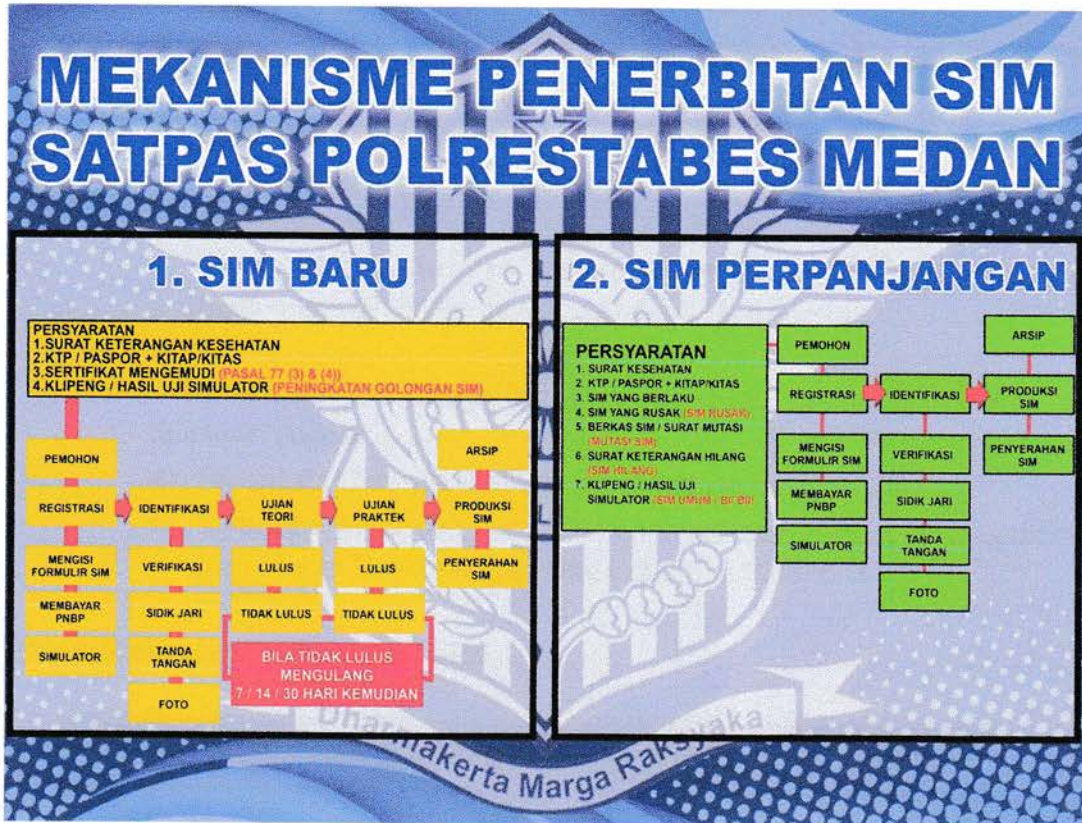 MEKANISME PENERBITAN SIM
SATPAS POLRESTABES MEDAN
1. SIM BARU
PERSYARATAN
1.SURAT KETERANGAN KESEHATAN
2.KTP / PASPOR + KITAP/KITAS
3.SERTIFIKAT MENGEMUDI (PASAL 77 (3) & (4))
4.KLIPENG / HASIL UJI SIMULATOR (PENINGKATAN GOLONGAN SIM)
PEMOHON
ARSIP
REGISTRASI
IDENTIFIKASI
UJIAN
TEORI
UJIAN
PRAKTEK
PRODUKSI
SIM
MENGISI
FORMULIR SIM
VERIFIKASI
LULUS
LULUS
PENYERAHAN
SIM
MEMBAYAR
PNBP
SIDIK JARI
TIDAK LULUS
TIDAK LULUS
SIMULATOR
TANDA
TANGAN
BILA TIDAK LULUS
MENGULANG
7 / 14 / 30 HARI KEMUDIAN
FOTO
2. SIM PERPANJANGAN
PERSYARATAN
1. SURAT KESEHATAN
2. KTP / PASPOR + KITAP/KITAS
3. SIM YANG BERLAKU
4. SIM YANG RUSAK (SIM RUSAK)
5. BERKAS SIM / SURAT MUTASI
(MUTASI SIM)
6. SURAT KETERANGAN HILANG
(SIM HILANG)
7. KLIPENG / HASIL UJI
SIMULATOR (SIM UMUM
PEMOHON
ARSIP
REGISTRASI
IDENTIFIKASI
PRODUKSI
SIM
MENGISI
FORMULIR SIM
VERIFIKASI
PENYERAHAN
SIM
MEMBAYAR
PNBP
SIDIK JARI
SIMULATOR
TANDA
TANGAN
FOTO
Dharmakerta Marga Raksyaka